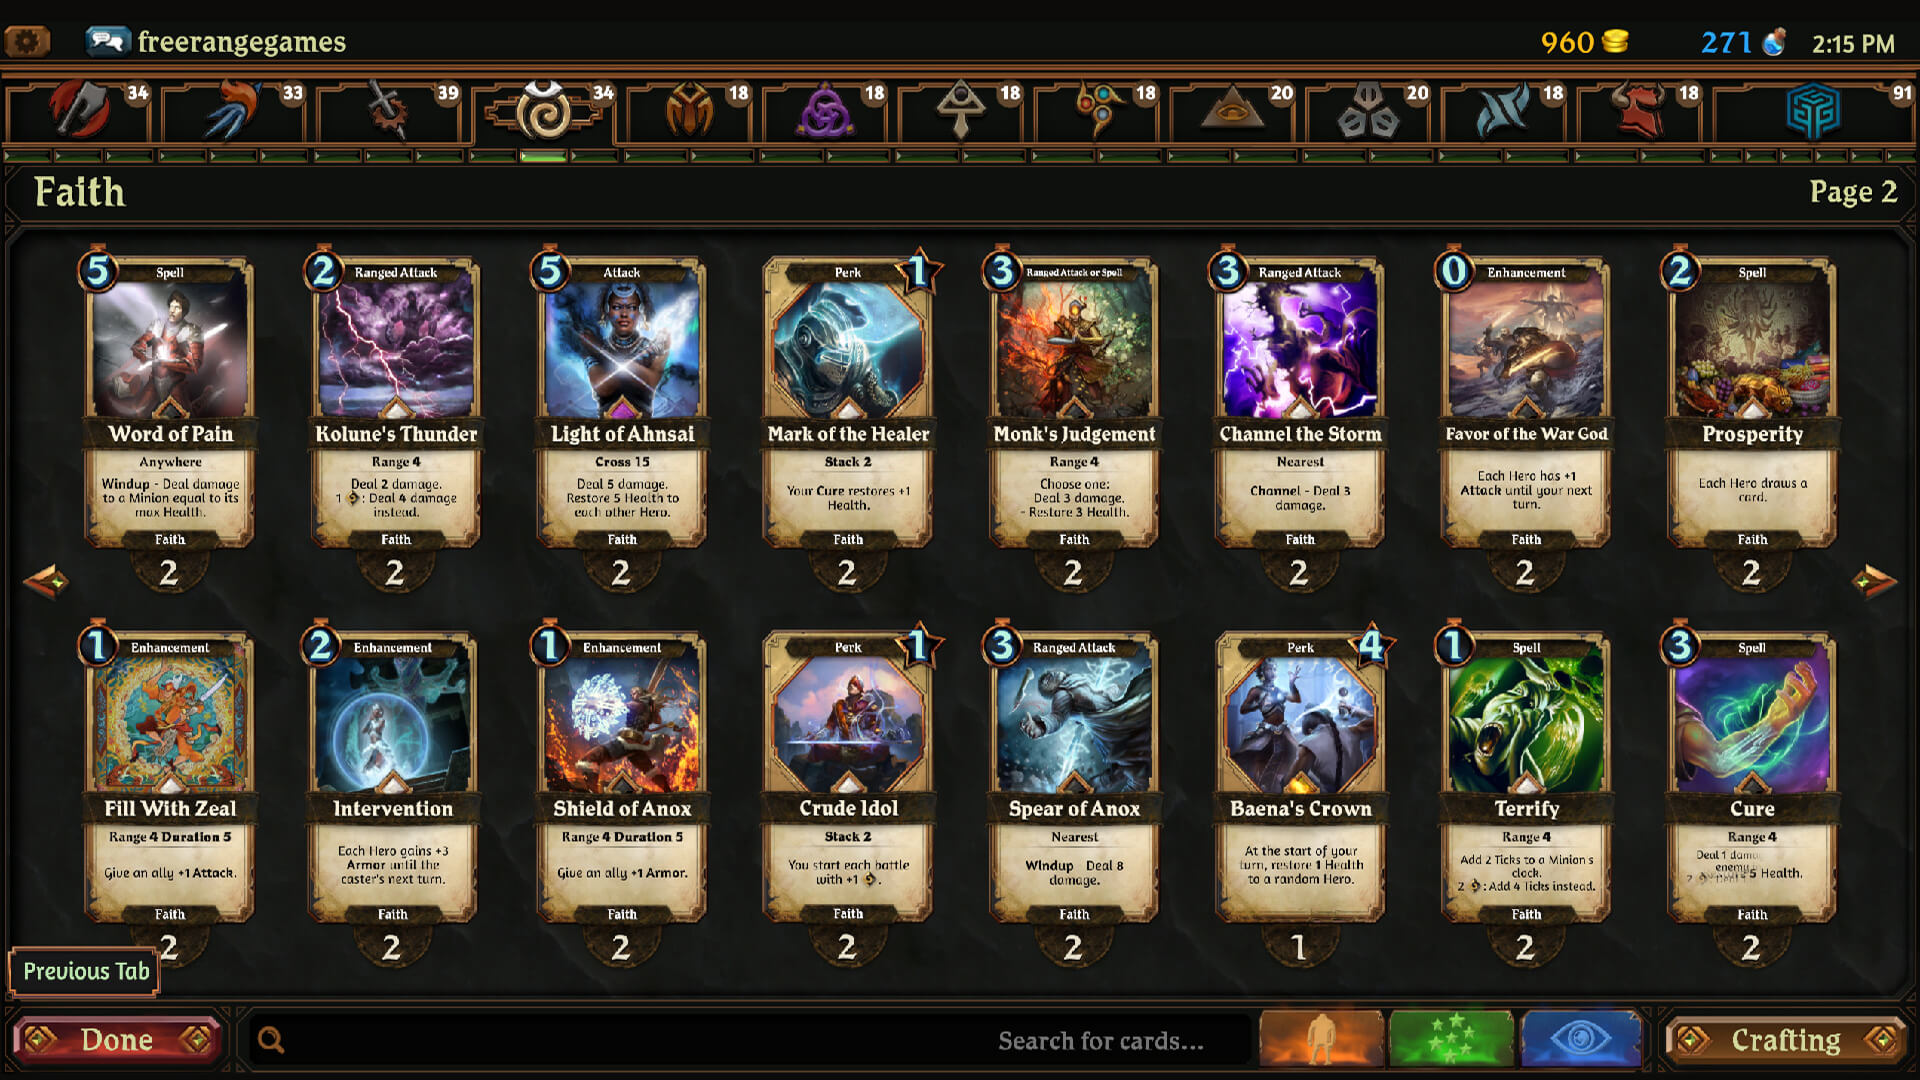 freerangegames
960
271
2:15 PM
34
33
39
34
18
18
18
18
20
20
18
18
91
Faith
Page 2
5
Spell
Word of Pain
Anywhere
Windup - Deal damage
to a Minion equal to its
max Health.
Faith
2
2
Ranged Attack
Kolune's Thunder
Range 4
Deal 2 damage.
1 : Deal 4 damage
instead.
Faith
2
5
Attack
Light of Ahnsai
Cross 15
Deal 5 damage.
Restore 5 Health to
each other Hero.
Faith
2
Perk
1
Mark of the Healer
Stack 2
Your Cure restores +1
Health.
Faith
2
3
Ranged Attack or Spell
Monk's Judgement
Range 4
Choose one:
- Deal 3 damage.
- Restore 3 Health.
Faith
2
3
Ranged Attack
Channel the Storm
Nearest
Channel - Deal 3
damage.
Faith
2
0
Enhancement
Favor of the War God
Each Hero has +1
Attack until your next
turn.
Faith
2
2
Spell
Prosperity
Each Hero draws a
card.
Faith
2
1
Enhancement
Fill With Zeal
Range 4 Duration 5
Give an ally +1 Attack.
Faith
2
2
Enhancement
Intervention
Each Hero gains +3
Armor until the
caster's next turn.
Faith
2
1
Enhancement
Shield of Anox
Range 4 Duration 5
Give an ally +1 Armor.
Faith
2
Perk
1
Crude Idol
Stack 2
You start each battle
with +1 .
Faith
2
3
Ranged Attack
Spear of Anox
Nearest
Windup - Deal 8
damage.
Faith
2
Perk
4
Baena's Crown
At the start of your
turn, restore 1 Health
to a random Hero.
Faith
1
1
Spell
Terrify
Range 4
Add 2 Ticks to a Minion's
clock.
2 : Add 4 Ticks instead.
Faith
2
3
Spell
Cure
Range 4
5 Health.
Faith
2
Previous Tab
Done
Search for cards...
Crafting